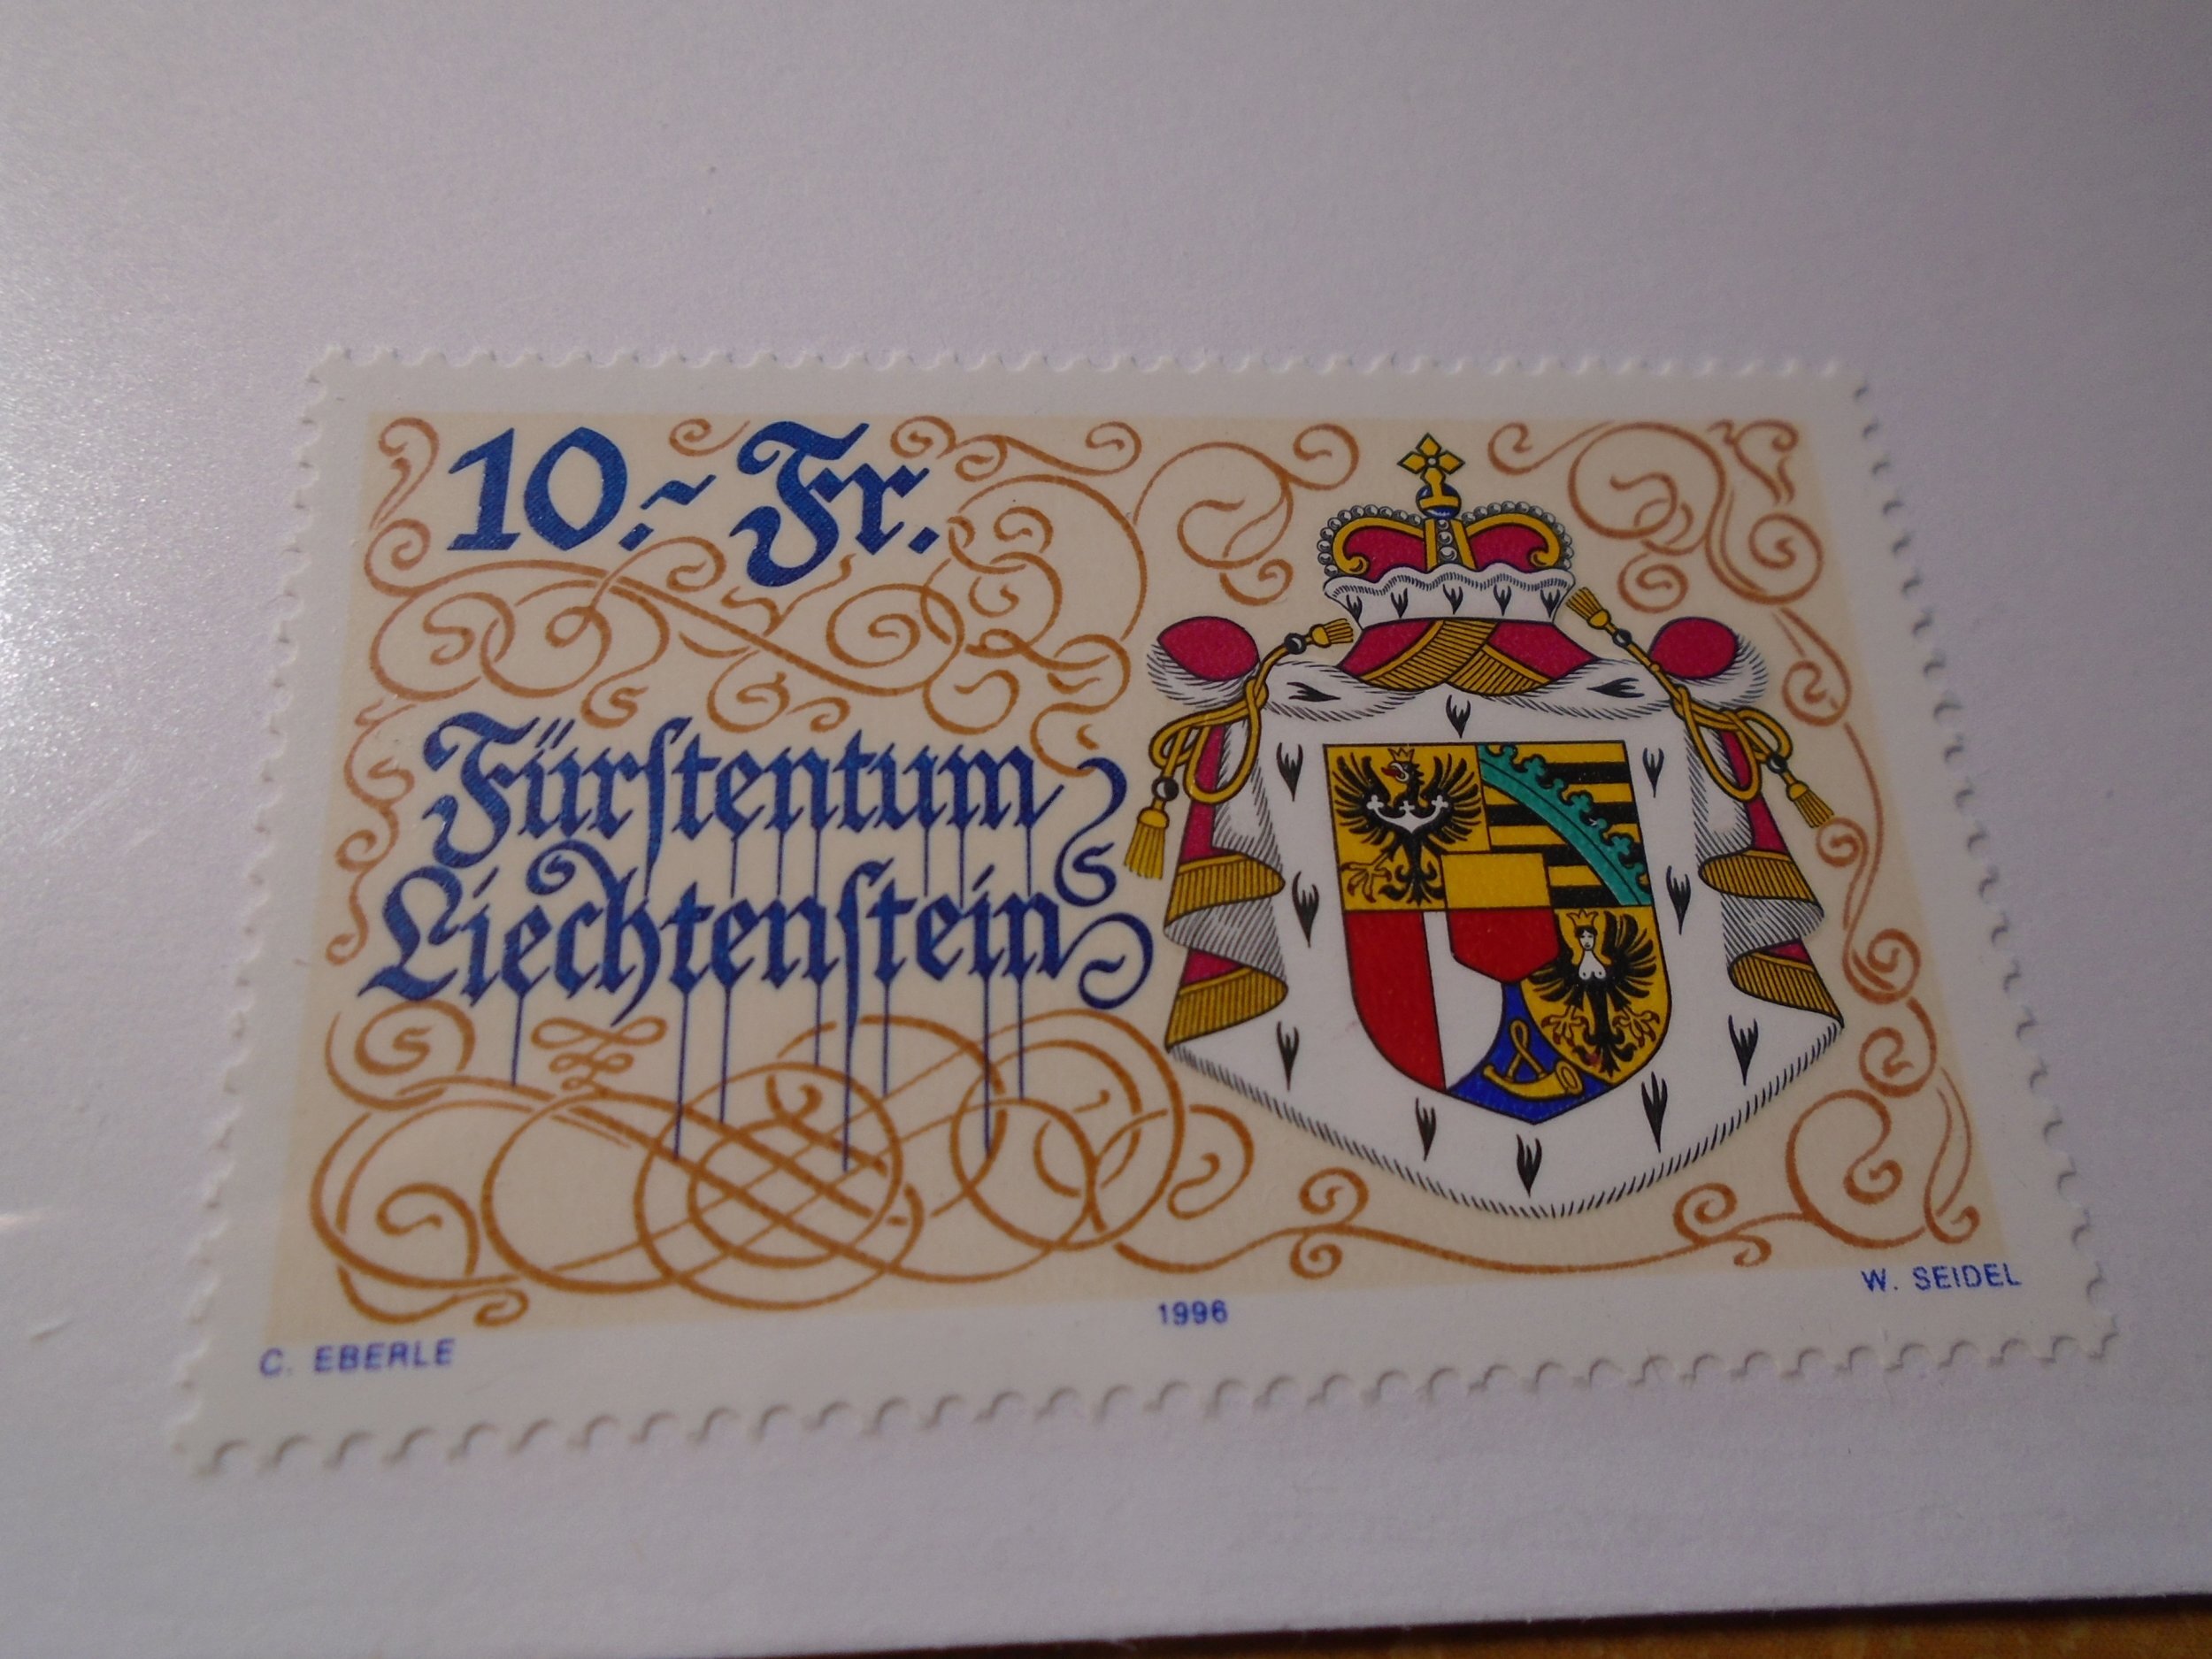 10.- Fr.
Fürſtentum
Liechtenſtein
C. EBERLE
1996
W. SEIDEL